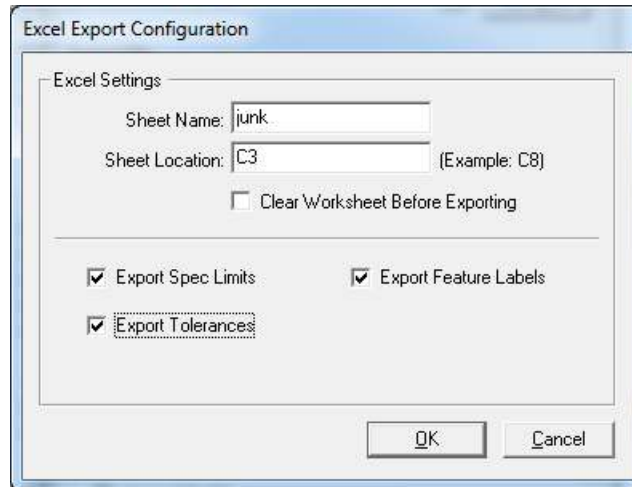 Excel Export Configuration
Excel Settings
Sheet Name: junk
Sheet Location: C3 (Example: C8)
Clear Worksheet Before Exporting
Export Spec Limits Export Feature Labels
Export Tolerances
OK Cancel